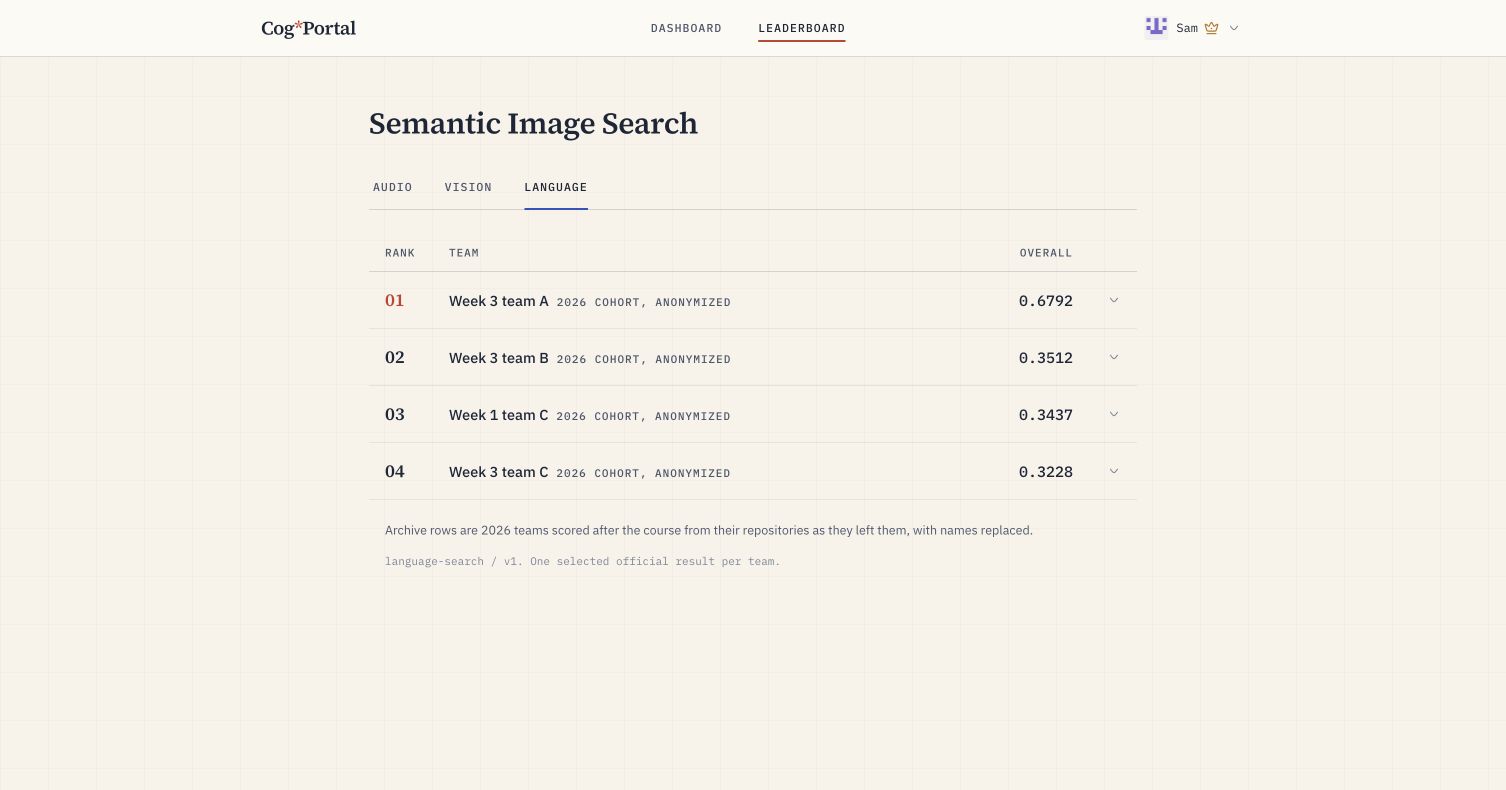 Cog*Portal DASHBOARD LEADERBOARD Sam
Semantic Image Search
AUDIO VISION LANGUAGE
RANK TEAM OVERALL
01 Week 3 team A 2026 COHORT, ANONYMIZED 0.6792
02 Week 3 team B 2026 COHORT, ANONYMIZED 0.3512
03 Week 1 team C 2026 COHORT, ANONYMIZED 0.3437
04 Week 3 team C 2026 COHORT, ANONYMIZED 0.3228
Archive rows are 2026 teams scored after the course from their repositories as they left them, with names replaced.
language-search / v1. One selected official result per team.